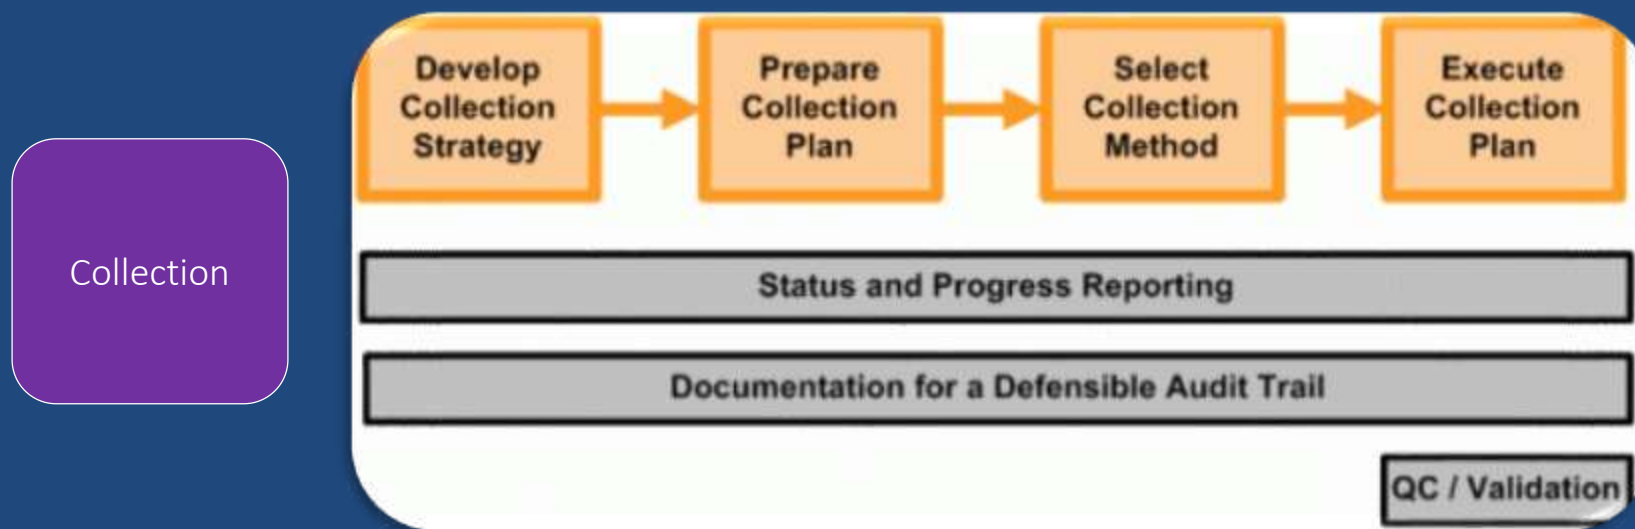 Collection
Develop
Collection
Strategy
Prepare
Collection
Plan
Select
Collection
Method
Execute
Collection
Plan
Status and Progress Reporting
Documentation for a Defensible Audit Trail
QC / Validation